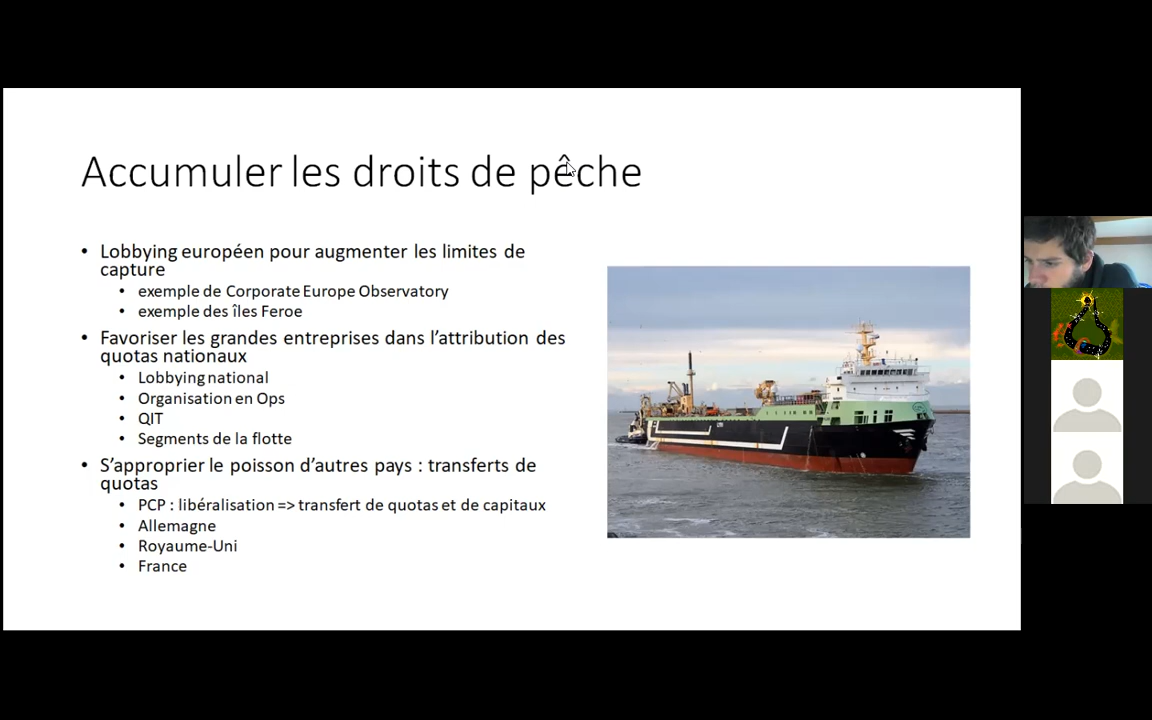 Accumuler les droits de pêche
• Lobbying européen pour augmenter les limites de
capture
• exemple de Corporate Europe Observatory
• exemple des îles Feroe
• Favoriser les grandes entreprises dans l’attribution des
quotas nationaux
• Lobbying national
• Organisation en Ops
• QIT
• Segments de la flotte
• S’approprier le poisson d’autres pays : transferts de
quotas
• PCP : libéralisation => transfert de quotas et de capitaux
• Allemagne
• Royaume-Uni
• France